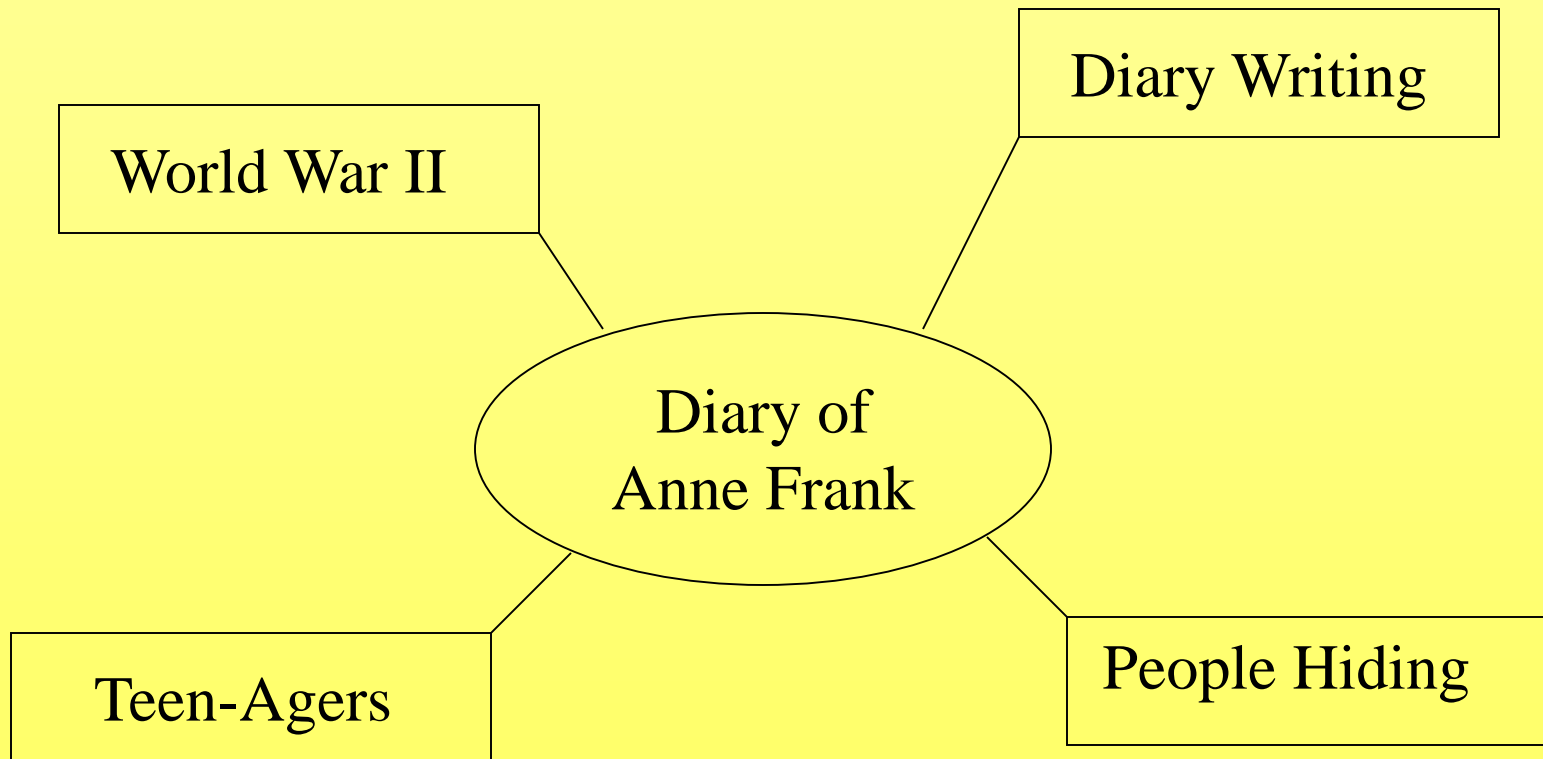 Diary Writing
World War II
Diary of
Anne Frank
People Hiding
Teen-Agers